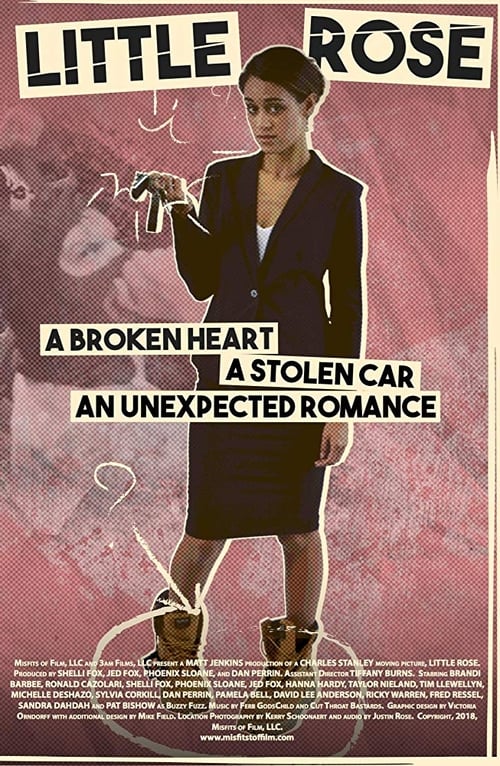 LITTLE ROSE
A BROKEN HEART
A STOLEN CAR
AN UNEXPECTED ROMANCE
?
MISFITS OF FILM, LLC AND 3AM FILMS, LLC PRESENT A MATT JENKINS PRODUCTION OF A CHARLES STANLEY MOVING PICTURE, LITTLE ROSE.
PRODUCED BY SHELLI FOX, JED FOX, PHOENIX SLOANE, AND DAN PERRIN. ASSISTANT DIRECTOR TIFFANY BURNS. STARRING BRANDI
BARBEE, RONALD CAZOLARI, SHELLI FOX, PHOENIX SLOANE, JED FOX, HANNA HARDY, TAYLOR NIELAND, TIM LLEWELLYN,
MICHELLE DESHAZO, SYLVIA CORKILL, DAN PERRIN, PAMELA BELL, DAVID LEE ANDERSON, RICKY WARREN, FRED RESSEL,
SANDRA DAHDAH AND PAT BISHOW AS BUZZY FUZZ. MUSIC BY FERB GODSCHILD AND CUT THROAT BASTARDS. GRAPHIC DESIGN BY VICTORIA
ORNDORFF WITH ADDITIONAL DESIGN BY MIKE FIELD. LOCATION PHOTOGRAPHY BY KERRY SCHOONAERT AND AUDIO BY JUSTIN ROSE. COPYRIGHT, 2018,
MISFITS OF FILM, LLC.
www.misfitstoffilm.com